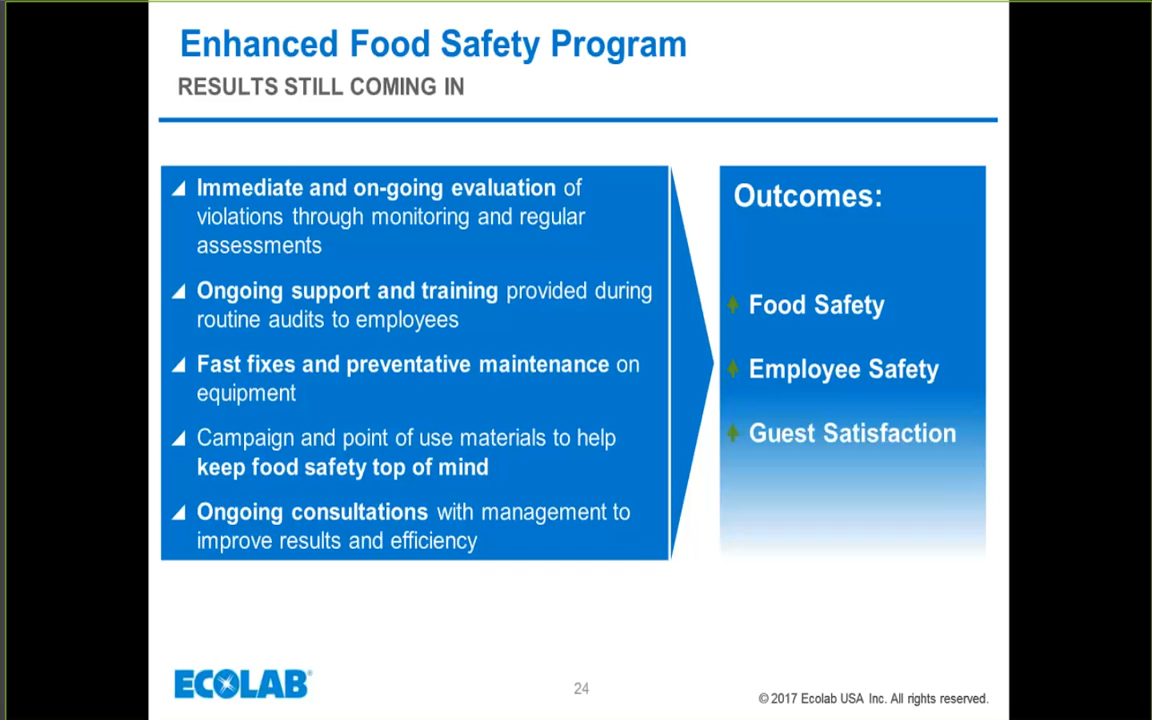 Enhanced Food Safety Program
RESULTS STILL COMING IN
Immediate and on-going evaluation of
violations through monitoring and regular
assessments
Ongoing support and training provided during
routine audits to employees
Fast fixes and preventative maintenance on
equipment
Campaign and point of use materials to help
keep food safety top of mind
Ongoing consultations with management to
improve results and efficiency
Outcomes:
Food Safety
Employee Safety
Guest Satisfaction
ECOLAB®
24
© 2017 Ecolab USA Inc. All rights reserved.